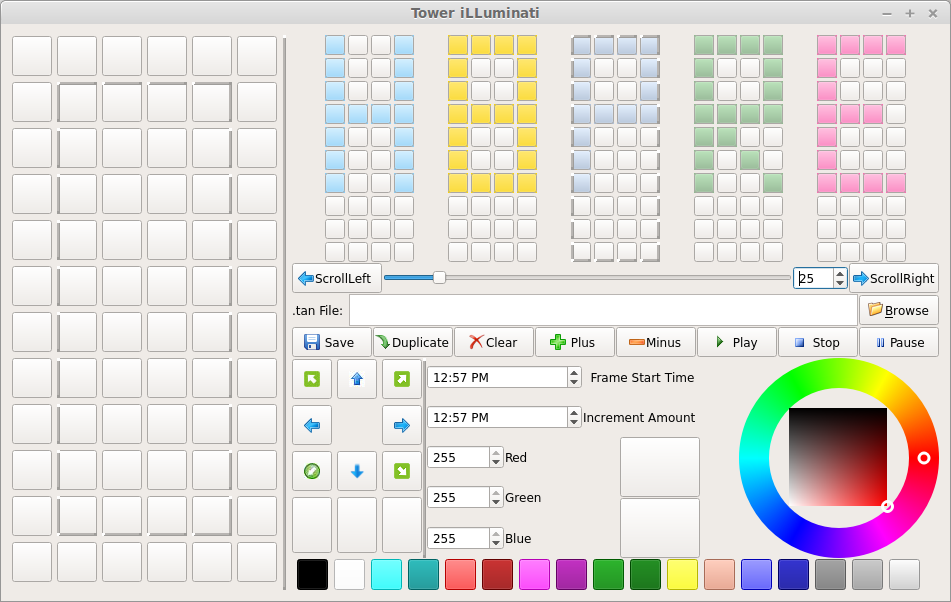 Tower iLLuminati
ScrollLeft
25
ScrollRight
.tan File:
Browse
Save
Duplicate
Clear
Plus
Minus
Play
Stop
Pause
12:57 PM
Frame Start Time
12:57 PM
Increment Amount
255
Red
255
Green
255
Blue